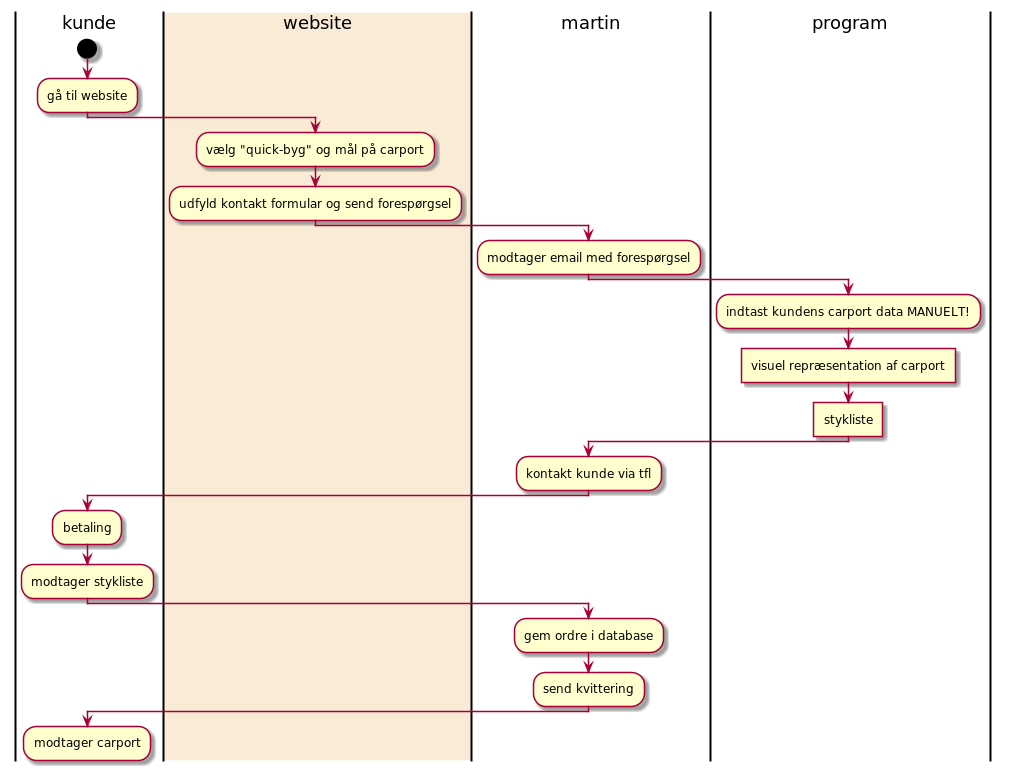 kunde
website
martin
program
gå til website
vælg "quick-byg" og mål på carport
udfyld kontakt formular og send forespørgsel
modtager email med forespørgsel
indtast kundens carport data MANUELT!
visuel repræsentation af carport
stykliste
kontakt kunde via tfl
betaling
modtager stykliste
gem ordre i database
send kvittering
modtager carport